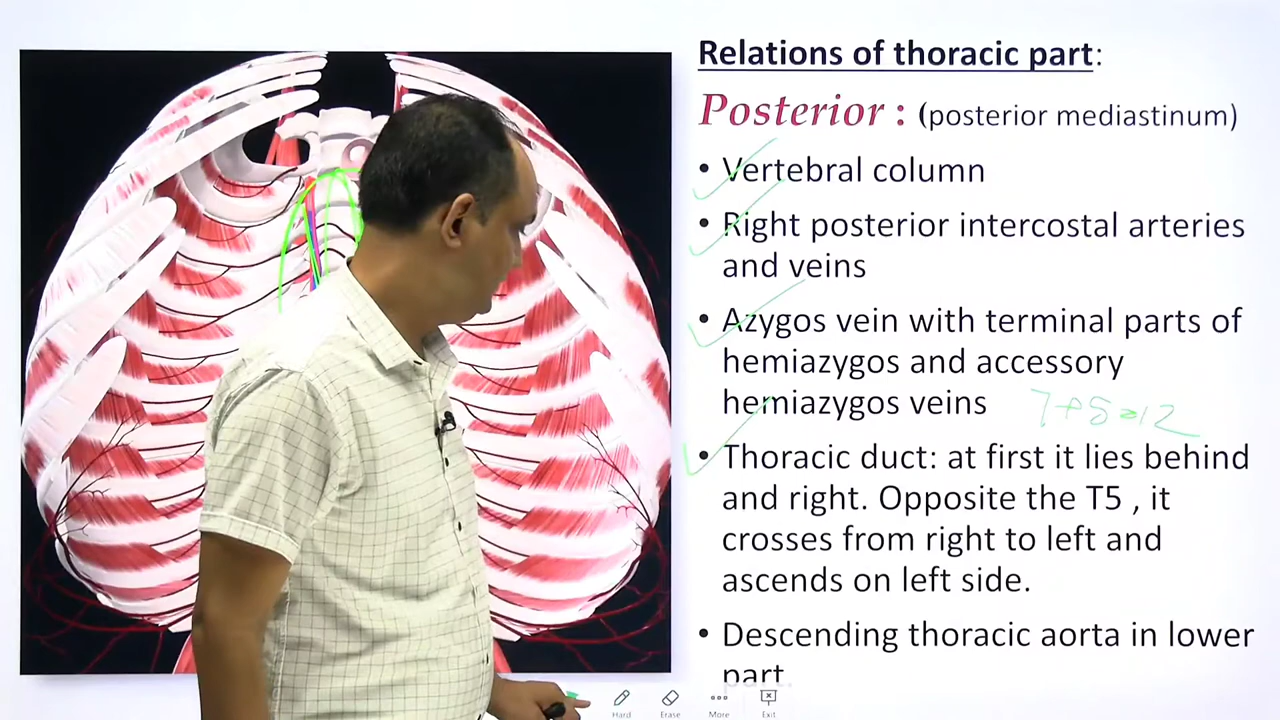 Relations of thoracic part:
Posterior : (posterior mediastinum)
• Vertebral column
• Right posterior intercostal arteries
and veins
• Azygos vein with terminal parts of
hemiazygos and accessory
hemiazygos veins
7+5=12
• Thoracic duct: at first it lies behind
and right. Opposite the T5 , it
crosses from right to left and
ascends on left side.
• Descending thoracic aorta in lower
part.
Hard Erase More Exit